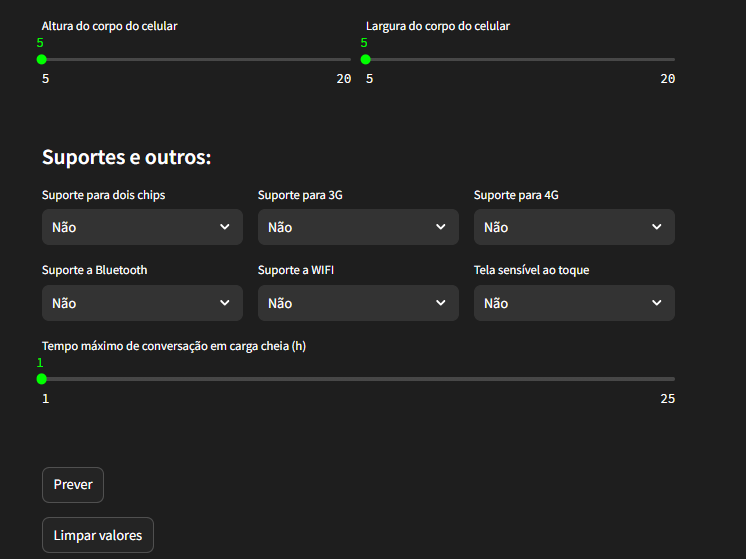 Altura do corpo do celular Largura do corpo do celular
5 5
5 20 5 20
Suportes e outros:
Suporte para dois chips Suporte para 3G Suporte para 4G
Não Não Não
Suporte a Bluetooth Suporte a WIFI Tela sensível ao toque
Não Não Não
Tempo máximo de conversação em carga cheia (h)
1
1 25
Prever
Limpar valores